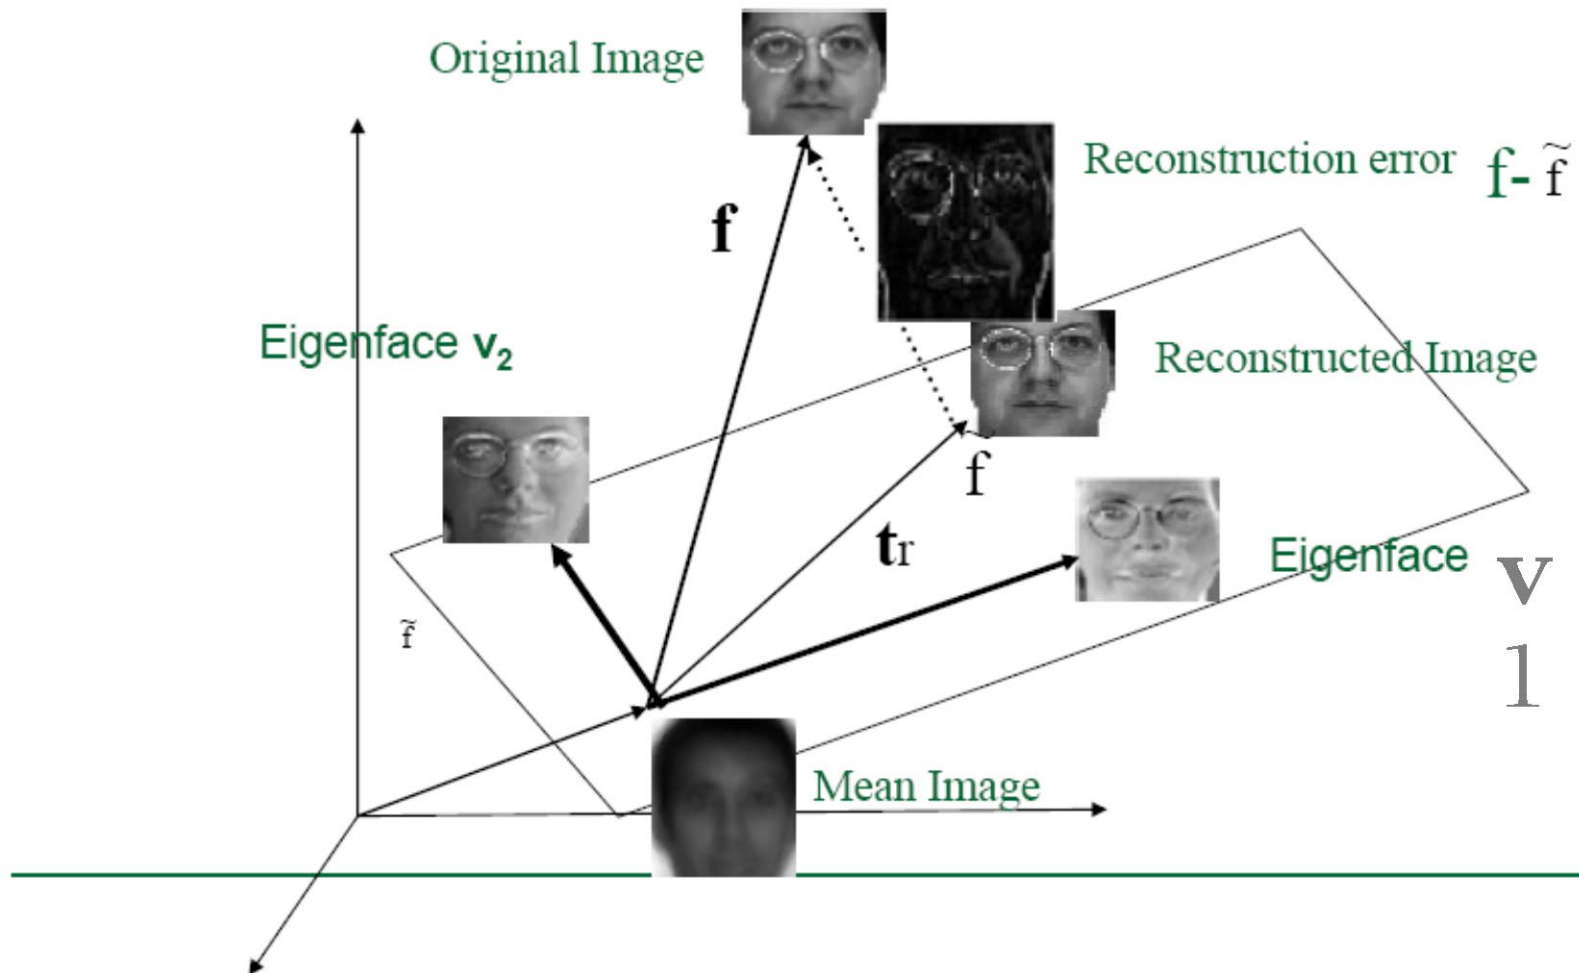 Original Image
Reconstruction error f- f̃
f
Eigenface v₂
Reconstructed Image
f
tr
Eigenface v
1
f̃
Mean Image